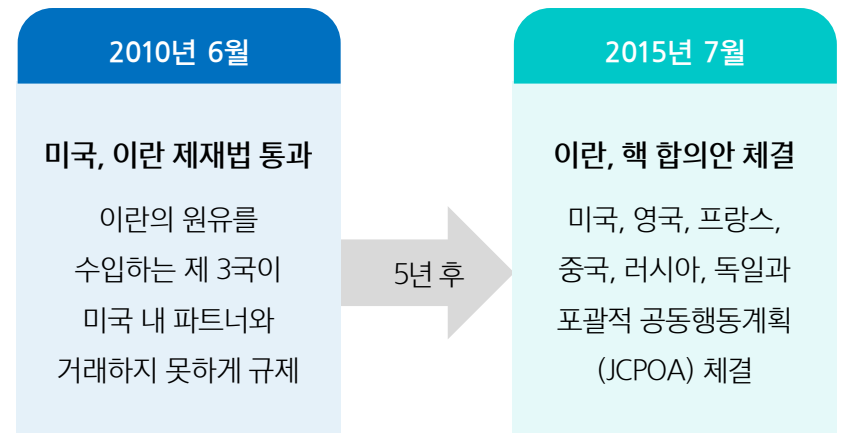 2010년 6월
미국, 이란 제재법 통과
이란의 원유를
수입하는 제 3국이
미국 내 파트너와
거래하지 못하게 규제
5년 후
2015년 7월
이란, 핵 합의안 체결
미국, 영국, 프랑스,
중국, 러시아, 독일과
포괄적 공동행동계획
(JCPOA) 체결